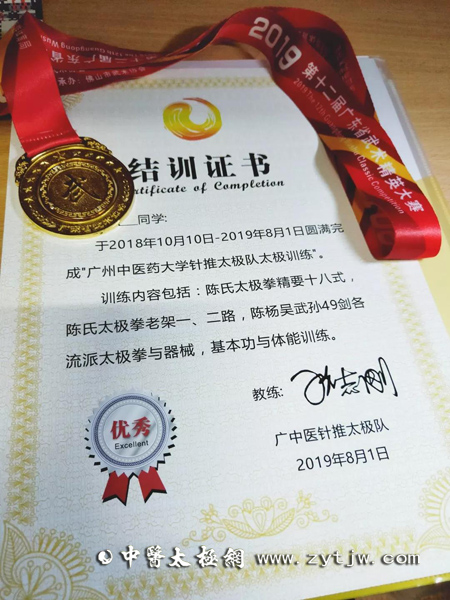 2019 第十二届广东省武术精英大赛
结训证书
Certificate of Completion
同学:
于2018年10月10日-2019年8月1日圆满完
成"广州中医药大学针推太极队太极训练"。
训练内容包括：陈氏太极拳精要十八式，
陈氏太极拳老架一、二路，陈杨吴武孙49剑各
流派太极拳与器械，基本功与体能训练。
教练:
优秀
Excellent
广中医针推太极队
2019年8月1日
中醫太極網 www.zytjw.com